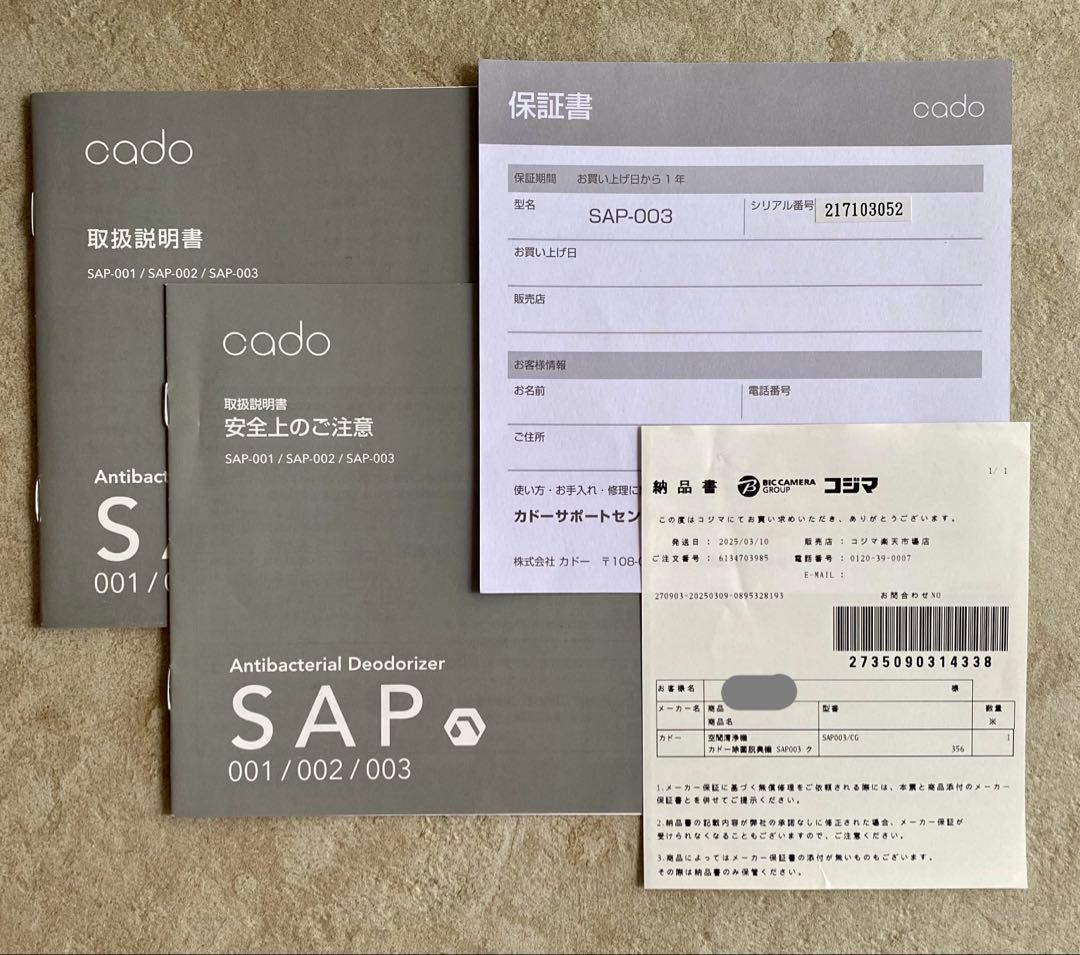 cado
取扱説明書
SAP-001 / SAP-002 / SAP-003
Antibact
S
001 / 0
cado
取扱説明書
安全上のご注意
SAP-001 / SAP-002 / SAP-003
Antibacterial Deodorizer
SAP
001 / 002 / 003
保証書
cado
保証期間 お買い上げ日から1年
型名 SAP-003 シリアル番号 217103052
お買い上げ日
販売店
お客様情報
お名前 電話番号
ご住所
使い方・お手入れ・修理に
カドーサポートセン
株式会社 カドー 〒108-0
1/ 1
納品書 BIC CAMERA GROUP コジマ
この度はコジマにてお買い求めいただき、ありがとうございます。
発送日 : 2025/03/10 販売店 : コジマ楽天市場店
ご注文番号 : 6134703985 電話番号 : 0120-39-0007
E-MAIL :
270903-20250309-0895328193 お問合わせNO
2735090314338
お客様名 様
メーカー名 商品 型番 数量
商品名 ※
カドー 空間清浄機 SAP003/CG 1
カドー除菌脱臭機 SAP003 ク 356
1.メーカー保証に基づく無償修理をご依頼される際には、本票と商品添付のメーカー
保証書とを併せてご提示ください。
2.納品書の記載内容が弊社の承諾なしに修正された場合、メーカー保証が
受けられなくなることもございますので、ご注意ください。
3.商品によってはメーカー保証書の添付が無いものもございます。
その際は納品書のみ保管ください。